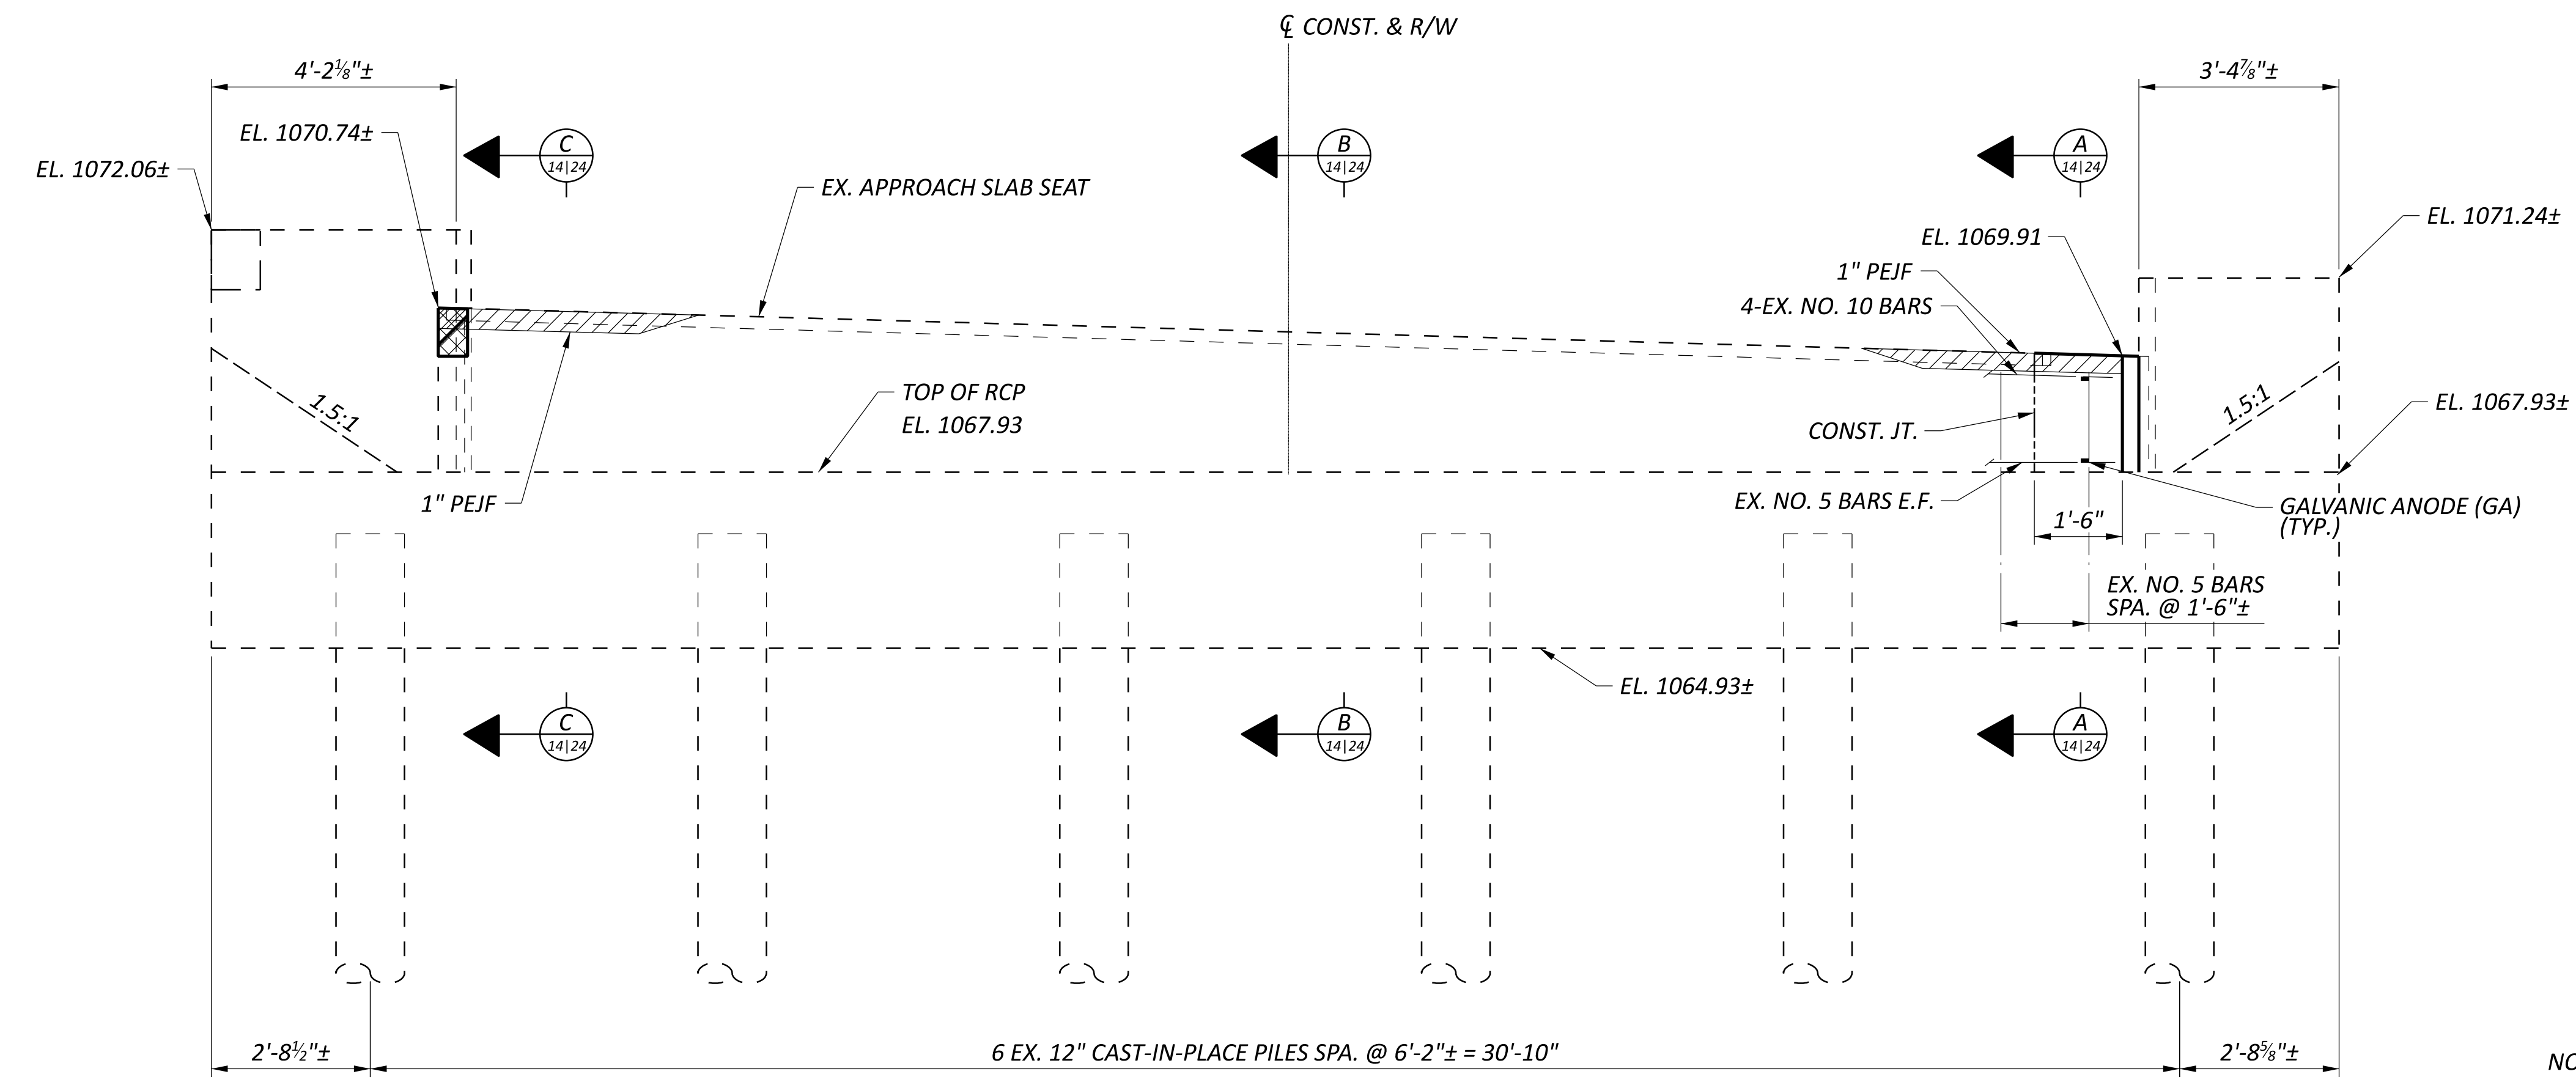 ℄ CONST. & R/W
4'-2⅛"±
3'-4⅞"±
EL. 1070.74±
EL. 1072.06±
C
14|24
B
14|24
A
14|24
EX. APPROACH SLAB SEAT
EL. 1071.24±
EL. 1069.91
1" PEJF
4-EX. NO. 10 BARS
1.5:1
TOP OF RCP
EL. 1067.93
1.5:1
EL. 1067.93±
CONST. JT.
1" PEJF
EX. NO. 5 BARS E.F.
GALVANIC ANODE (GA)
(TYP.)
1'-6"
EX. NO. 5 BARS
SPA. @ 1'-6"±
EL. 1064.93±
C
14|24
B
14|24
A
14|24
2'-8½"±
6 EX. 12" CAST-IN-PLACE PILES SPA. @ 6'-2"± = 30'-10"
2'-8⅝"±